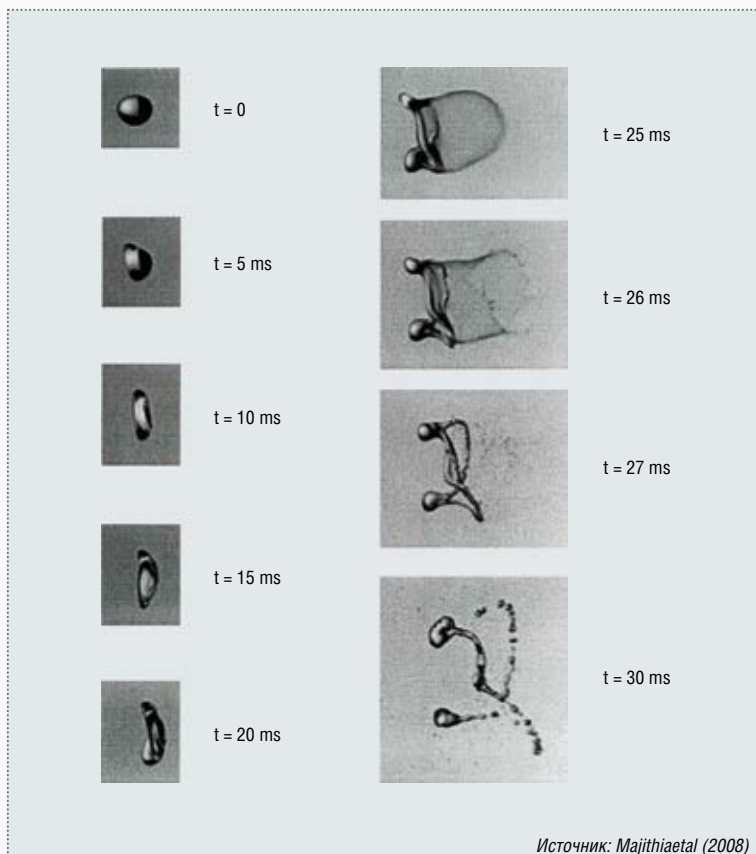 t = 0
t = 5 ms
t = 10 ms
t = 15 ms
t = 20 ms
t = 25 ms
t = 26 ms
t = 27 ms
t = 30 ms
Источник: Majithiaetal (2008)